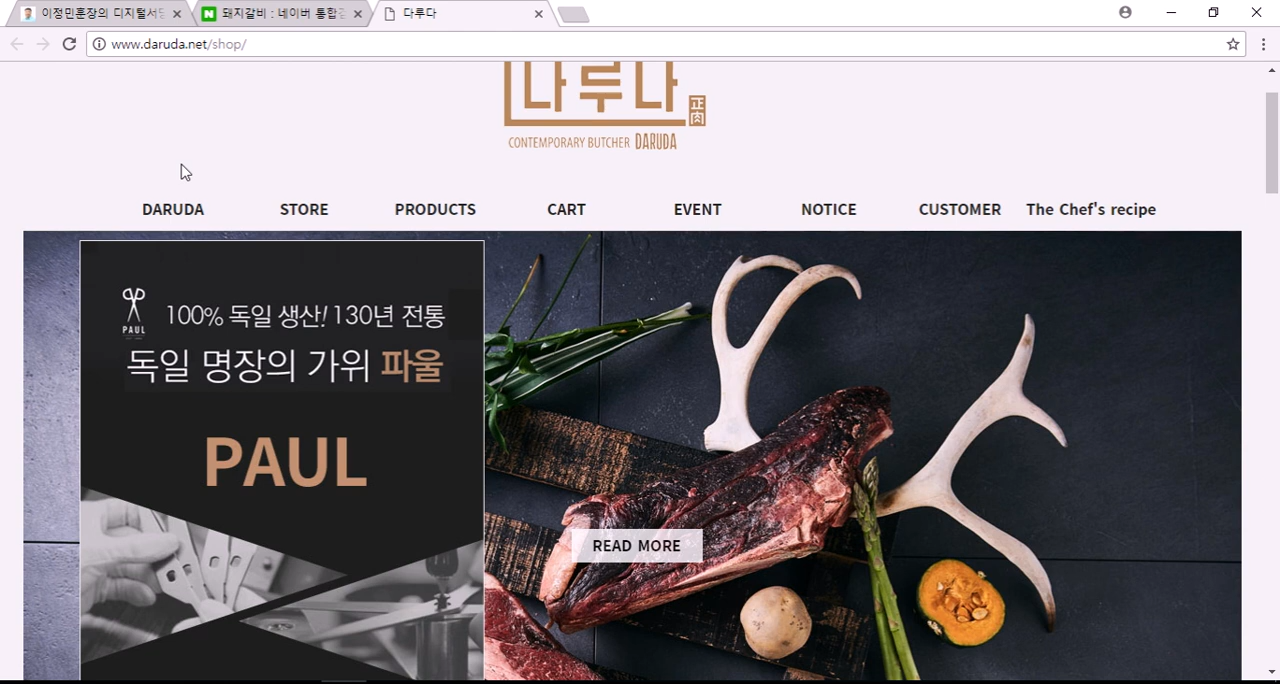 이정민훈장의 디지털서당
돼지갈비 : 네이버 통합검
다루다
www.daruda.net/shop/
다루다
正肉
CONTEMPORARY BUTCHER DARUDA
DARUDA
STORE
PRODUCTS
CART
EVENT
NOTICE
CUSTOMER
The Chef's recipe
PAUL
100% 독일 생산! 130년 전통
독일 명장의 가위 파울
PAUL
READ MORE